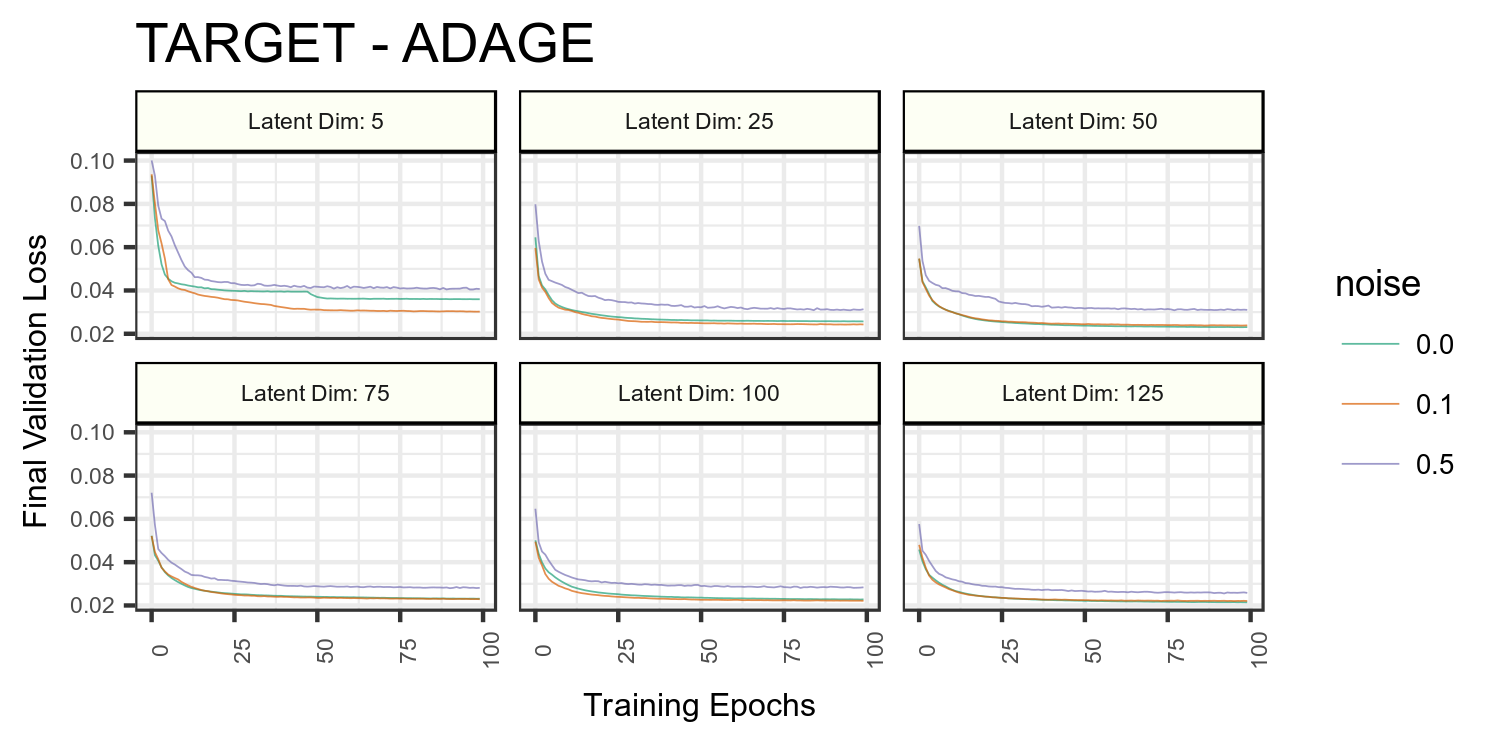 TARGET - ADAGE
Latent Dim: 5
Latent Dim: 25
Latent Dim: 50
0.10
0.08
0.06
0.04
0.02
Latent Dim: 75
Latent Dim: 100
Latent Dim: 125
0.10
0.08
0.06
0.04
0.02
0
25
50
75
100
0
25
50
75
100
0
25
50
75
100
Training Epochs
Final Validation Loss
noise
0.0
0.1
0.5